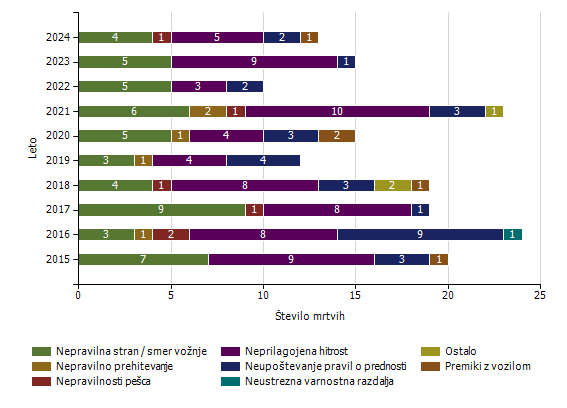 2024 4 1 5 2 1
2023 5 9 1
2022 5 3 2
2021 6 2 1 10 3 1
2020 5 1 4 3 2
2019 3 1 4 4
2018 4 1 8 3 2 1
2017 9 1 8 1
2016 3 1 2 8 9 1
2015 7 9 3 1
Leto
0 5 10 15 20 25
Število mrtvih
Nepravilna stran / smer vožnje Neprilagojena hitrost Ostalo
Nepravilno prehitevanje Neupoštevanje pravil o prednosti Premiki z vozilom
Nepravilnosti pešca Neustrezna varnostna razdalja